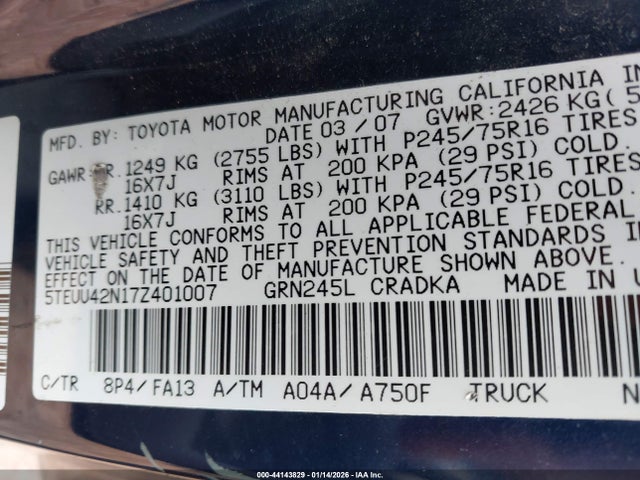 MFD. BY: TOYOTA MOTOR MANUFACTURING CALIFORNIA IN
DATE 03 / 07 GVWR: 2426 KG ( 5
GAWR: FR. 1249 KG (2755 LBS) WITH P245/75R16 TIRES
16X7J RIMS AT 200 KPA (29 PSI) COLD.
RR. 1410 KG (3110 LBS) WITH P245/75R16 TIRES
16X7J RIMS AT 200 KPA (29 PSI) COLD.
THIS VEHICLE CONFORMS TO ALL APPLICABLE FEDERAL
VEHICLE SAFETY AND THEFT PREVENTION STANDARDS I
EFFECT ON THE DATE OF MANUFACTURE SHOWN ABOVE.
5TEUU42N17Z401007 GRN245L CRADKA MADE IN U
C/TR 8P4/ FA13 A/TM A04A/ A750F TRUCK N
000-44143829 - 01/14/2026 - IAA Inc.